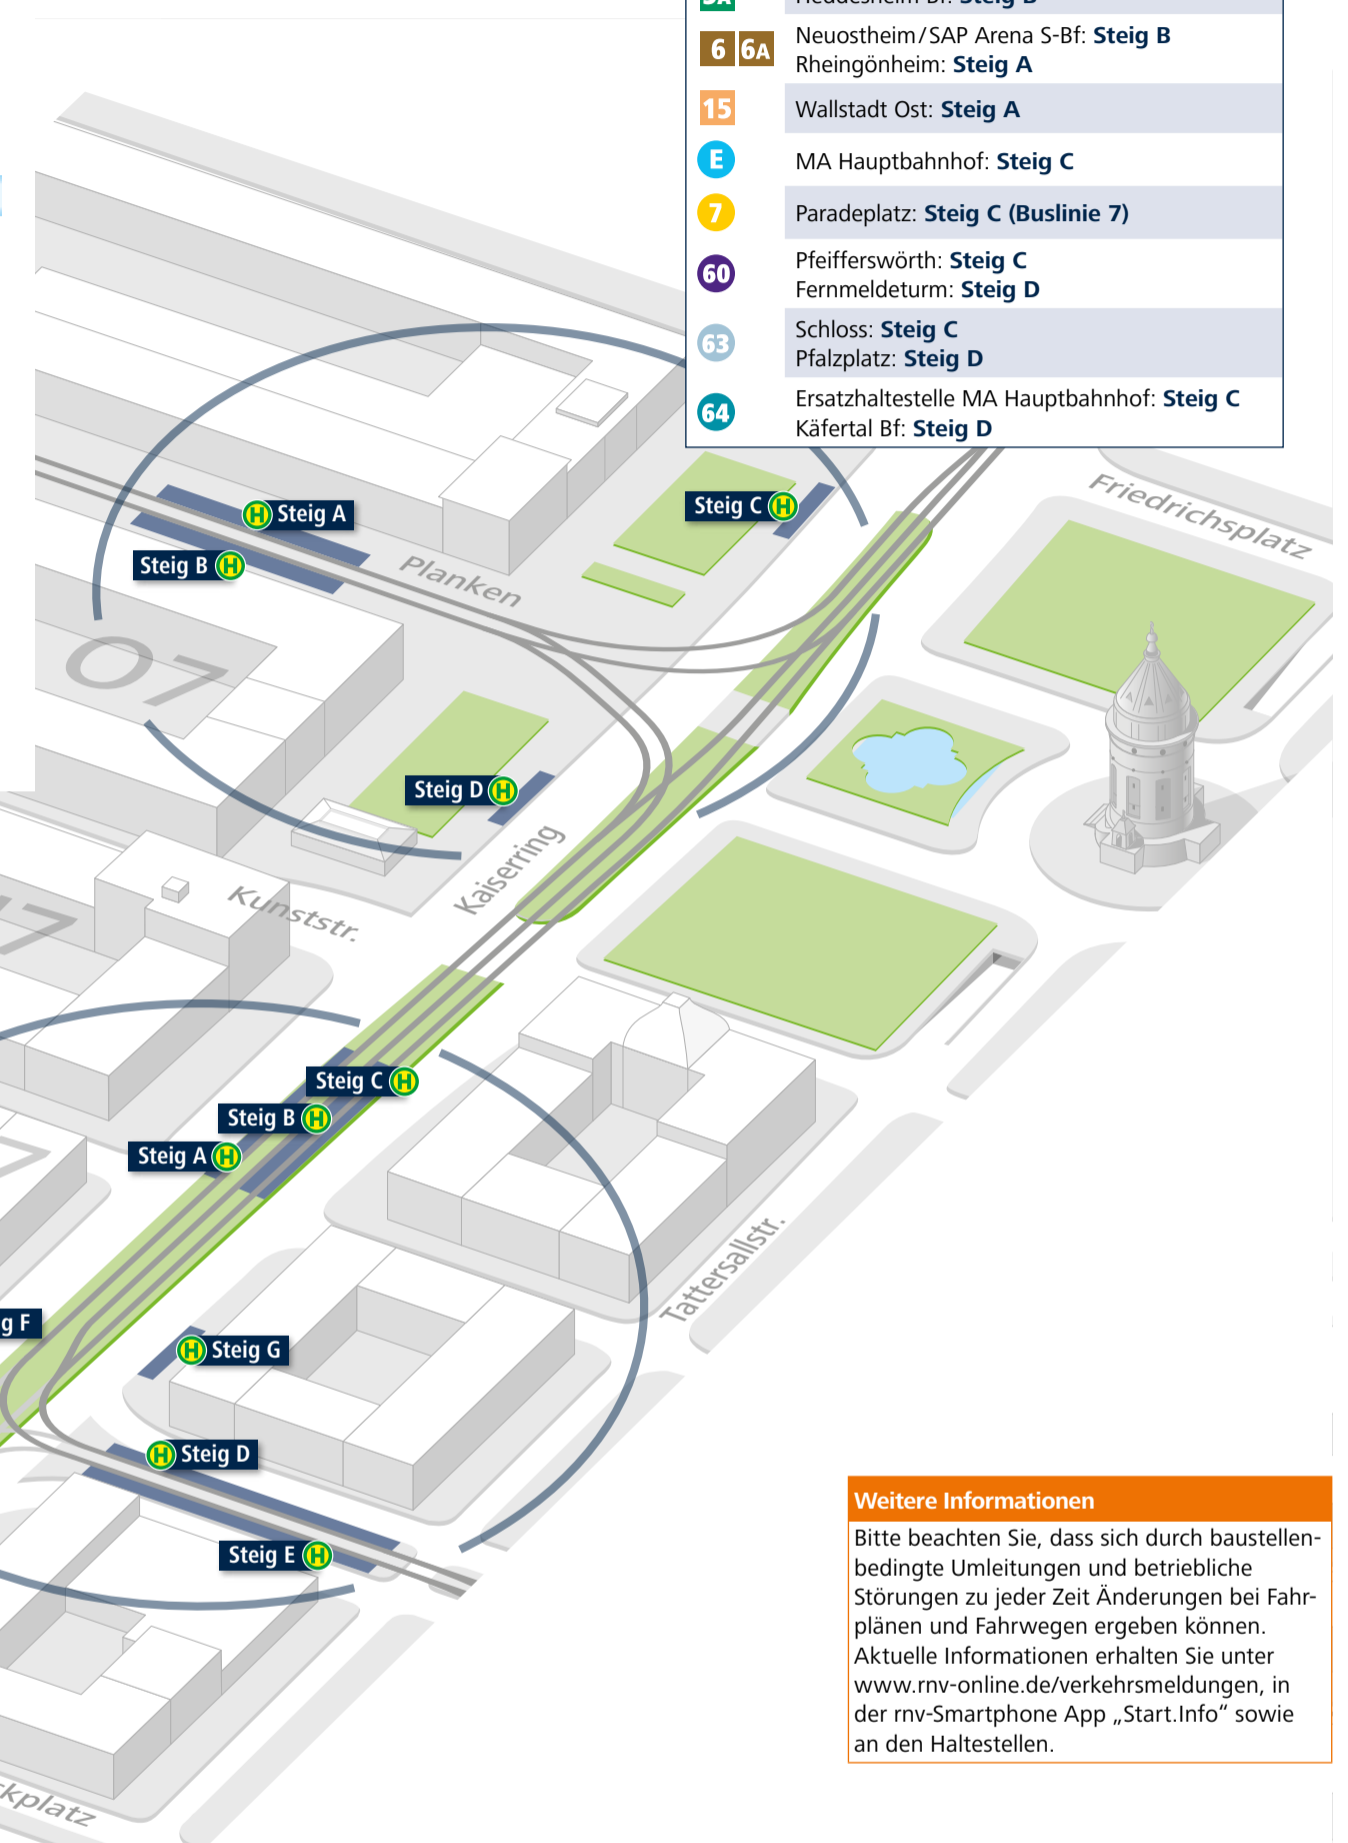 6 6A Neuostheim/SAP Arena S-Bf: Steig B
Rheingönheim: Steig A
15 Wallstadt Ost: Steig A
E MA Hauptbahnhof: Steig C
7 Paradeplatz: Steig C (Buslinie 7)
60 Pfeifferswörth: Steig C
Fernmeldeturm: Steig D
63 Schloss: Steig C
Pfalzplatz: Steig D
64 Ersatzhaltestelle MA Hauptbahnhof: Steig C
Käfertal Bf: Steig D
Friedrichsplatz
H Steig A
Steig C H
Steig B H
Planken
O7
Steig D H
Kaiserring
Kunststr.
Steig C H
Steig B H
Steig A H
Tattersallstr.
g F
H Steig G
H Steig D
Steig E H
Weitere Informationen
Bitte beachten Sie, dass sich durch baustellen-
bedingte Umleitungen und betriebliche
Störungen zu jeder Zeit Änderungen bei Fahr-
plänen und Fahrwegen ergeben können.
Aktuelle Informationen erhalten Sie unter
www.rnv-online.de/verkehrsmeldungen, in
der rnv-Smartphone App „Start.Info“ sowie
an den Haltestellen.
kplatz